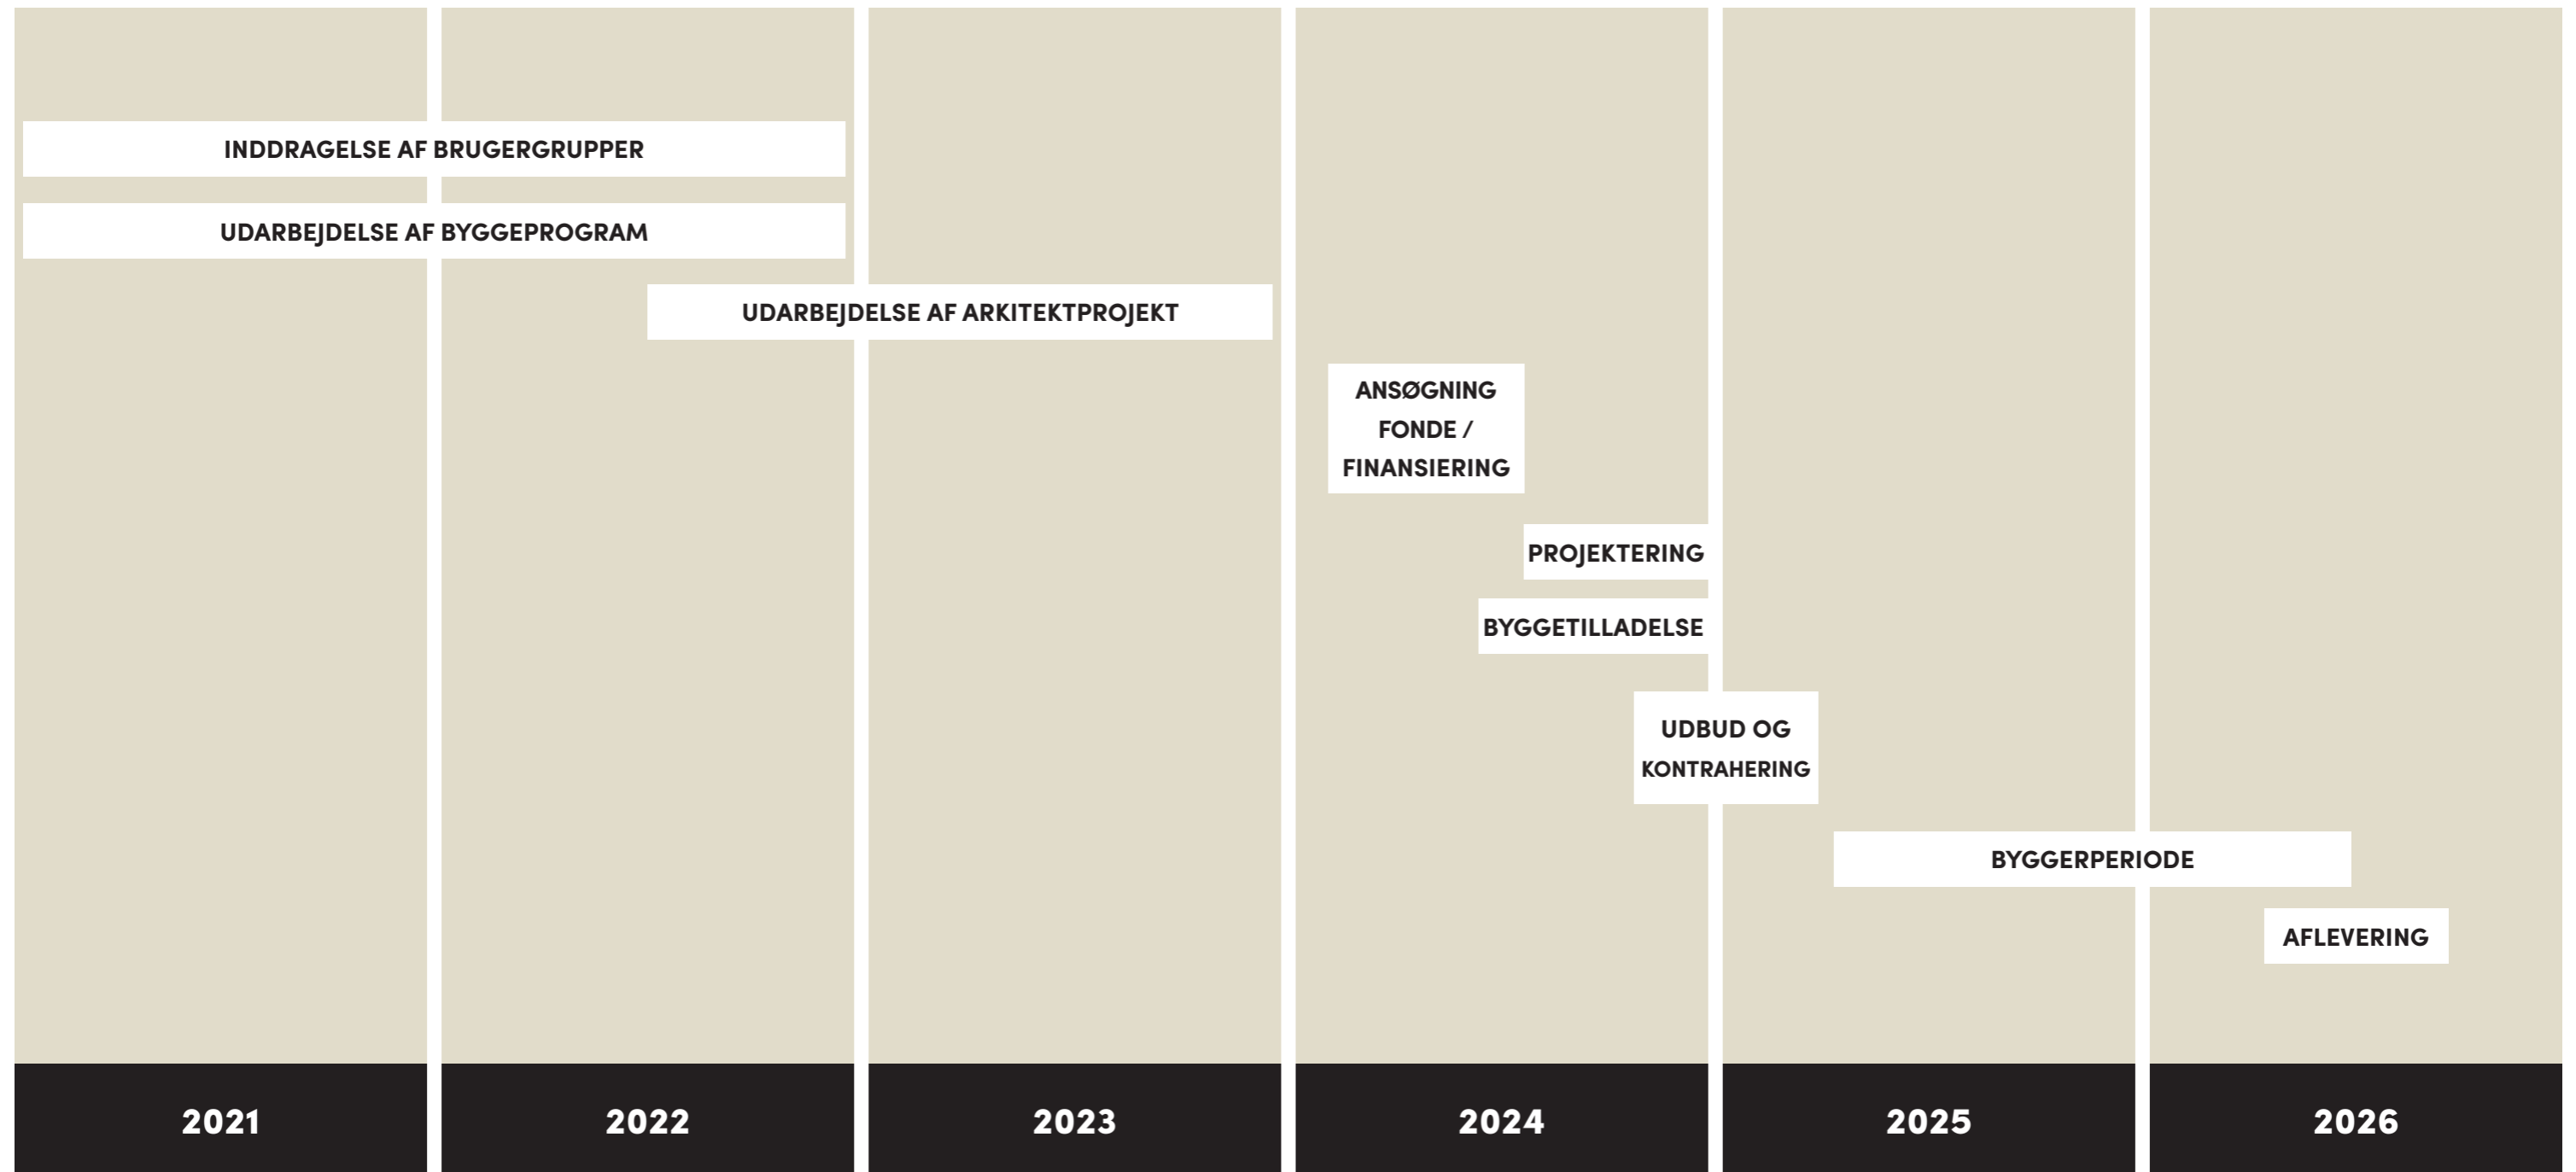 INDDRAGELSE AF BRUGERGRUPPER
UDARBEJDELSE AF BYGGEPROGRAM
UDARBEJDELSE AF ARKITEKTPROJEKT
ANSØGNING
FONDE /
FINANSIERING
PROJEKTERING
BYGGETILLADELSE
UDBUD OG
KONTRAHERING
BYGGERPERIODE
AFLEVERING
2021
2022
2023
2024
2025
2026